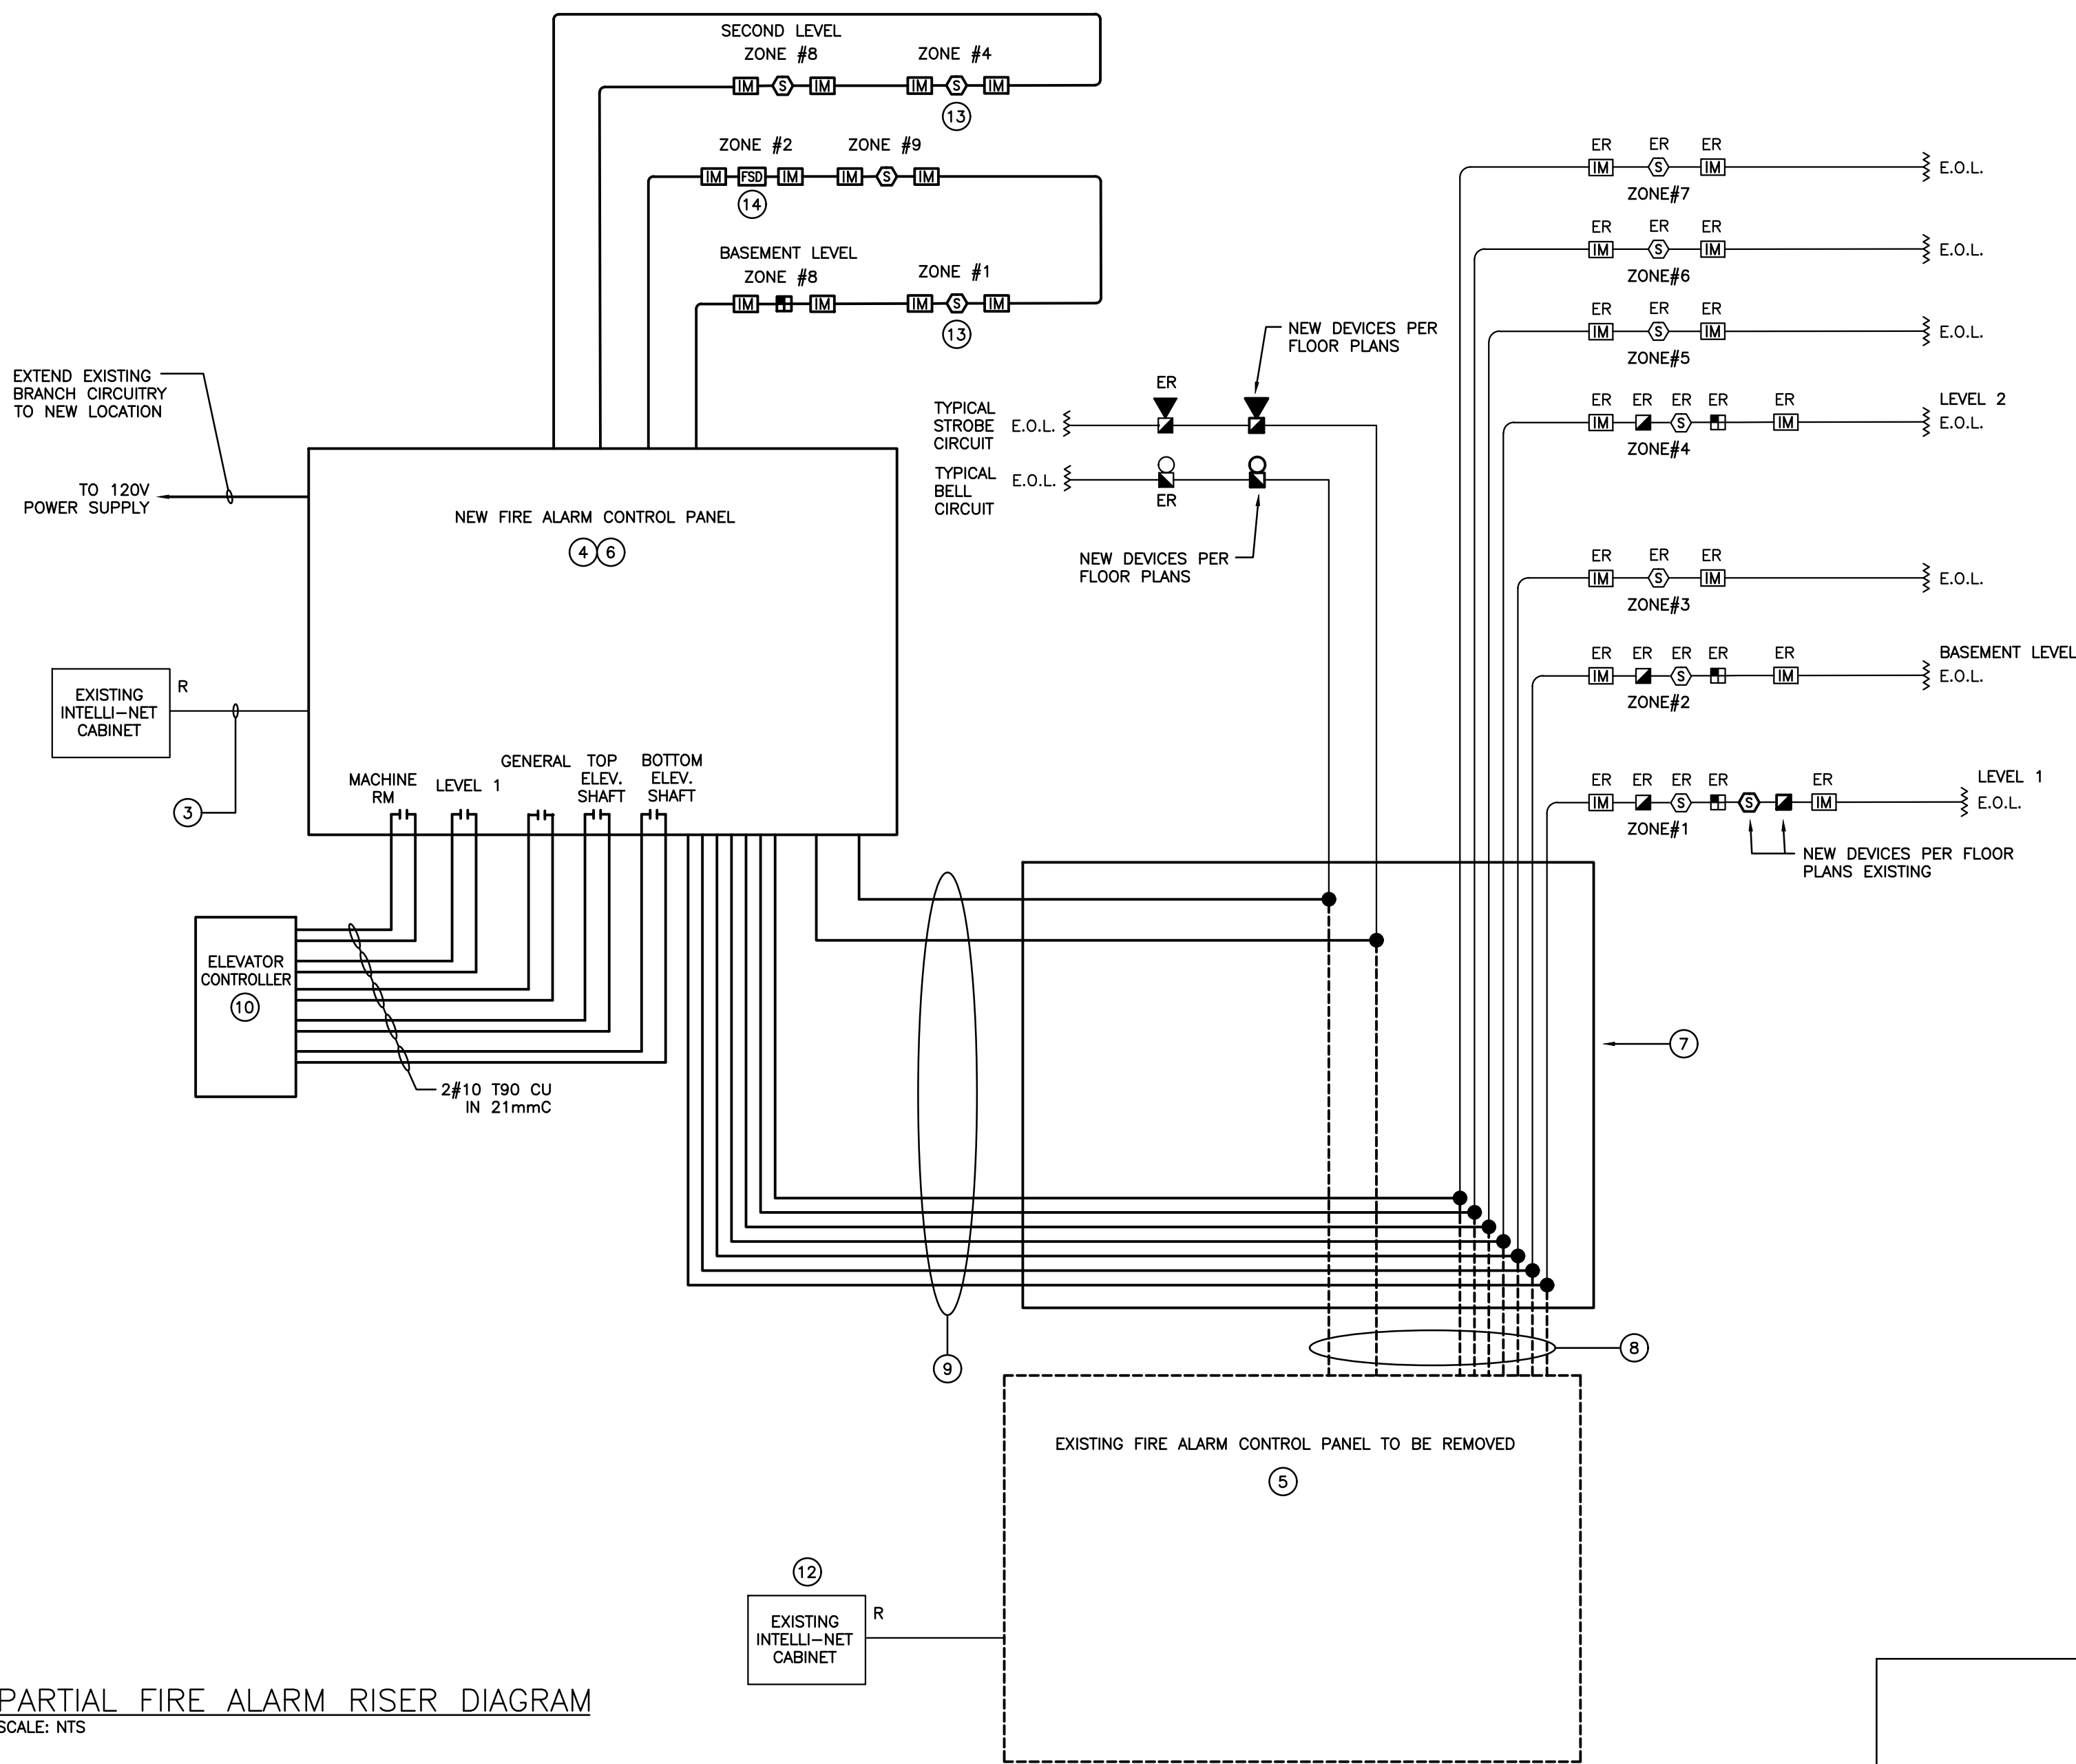 SECOND LEVEL
ZONE #8
ZONE #4
IM S IM
IM S IM
13
ZONE #2
ZONE #9
IM FSD IM
IM S IM
14
BASEMENT LEVEL
ZONE #8
ZONE #1
IM IM
IM S IM
13
EXTEND EXISTING
BRANCH CIRCUITRY
TO NEW LOCATION
TO 120V
POWER SUPPLY
NEW FIRE ALARM CONTROL PANEL
4 6
EXISTING
INTELLI-NET
CABINET
R
3
MACHINE
RM
LEVEL 1
GENERAL
TOP
ELEV.
SHAFT
BOTTOM
ELEV.
SHAFT
ELEVATOR
CONTROLLER
10
2#10 T90 CU
IN 21mmC
TYPICAL
STROBE
CIRCUIT
E.O.L.
ER
NEW DEVICES PER
FLOOR PLANS
TYPICAL
BELL
CIRCUIT
E.O.L.
ER
NEW DEVICES PER
FLOOR PLANS
ER ER ER
IM S IM
E.O.L.
ZONE#7
ER ER ER
IM S IM
E.O.L.
ZONE#6
ER ER ER
IM S IM
E.O.L.
ZONE#5
ER ER ER ER ER
LEVEL 2
IM S IM
E.O.L.
ZONE#4
ER ER ER
IM S IM
E.O.L.
ZONE#3
ER ER ER ER ER
BASEMENT LEVEL
IM S IM
E.O.L.
ZONE#2
ER ER ER ER ER
LEVEL 1
IM S S IM
E.O.L.
ZONE#1
NEW DEVICES PER FLOOR
PLANS EXISTING
7
9
8
EXISTING FIRE ALARM CONTROL PANEL TO BE REMOVED
5
12
EXISTING
INTELLI-NET
CABINET
R
PARTIAL FIRE ALARM RISER DIAGRAM
SCALE: NTS